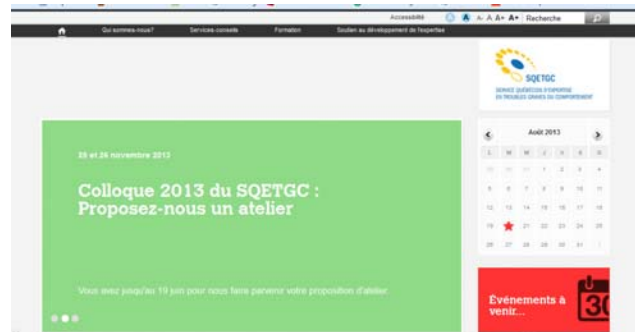 Accessibilité A A- A A+ A+ Recherche
Qui sommes-nous? Services-conseils Formation Soutien au développement de l'expertise
SQETGC
SERVICE QUÉBÉCOIS D'EXPERTISE
EN TROUBLES GRAVES DU COMPORTEMENT
Août 2013
L M M J V S D
29 30 31 1 2 3 4
5 6 7 8 9 10 11
12 13 14 15 16 17 18
19 21 22 23 24 25
26 27 28 29 30 31 1
25 et 26 novembre 2013
Colloque 2013 du SQETGC :
Proposez-nous un atelier
Vous avez jusqu'au 19 juin pour nous faire parvenir votre proposition d'atelier.
Événements à
venir...
30